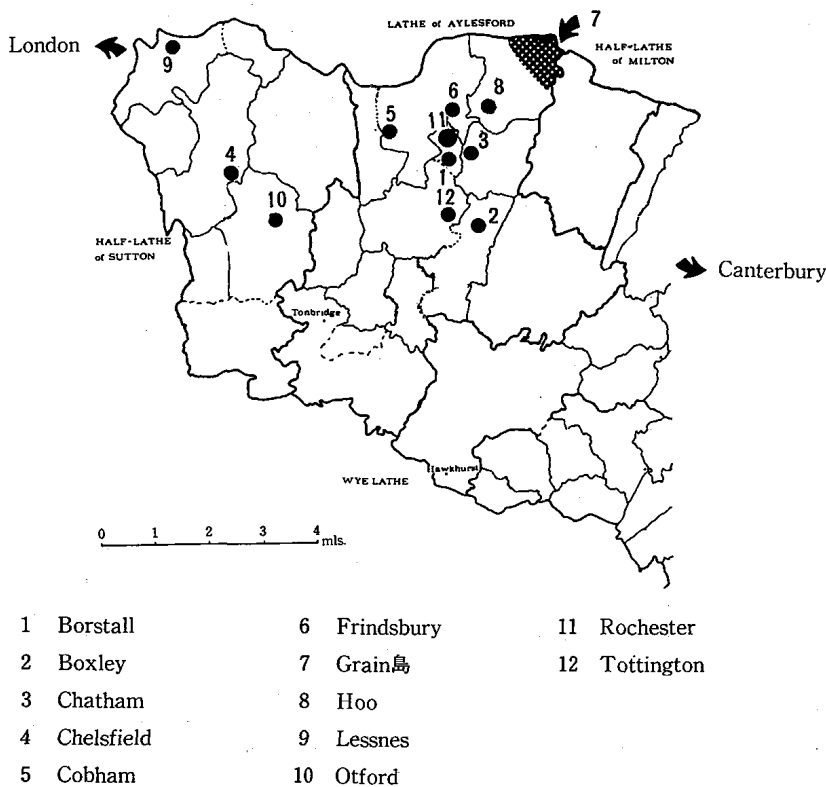 LATHE of AYLESFORD
7
London
HALF-LATHE
of MILTON
9
6
8
5
11
3
4
1
10
12
2
HALF-LATHE
of SUTTON
Canterbury
Tonbridge
WYE LATHE
Hawkhurst
0 1 2 3 4
mls.
1 Borstall
2 Boxley
3 Chatham
4 Chelsfield
5 Cobham
6 Frindsbury
7 Grain島
8 Hoo
9 Lessnes
10 Otford
11 Rochester
12 Tottington